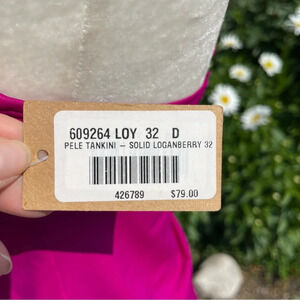 609264 LOY 32 D
PELE TANKINI – SOLID LOGANBERRY 32
426789 $79.00